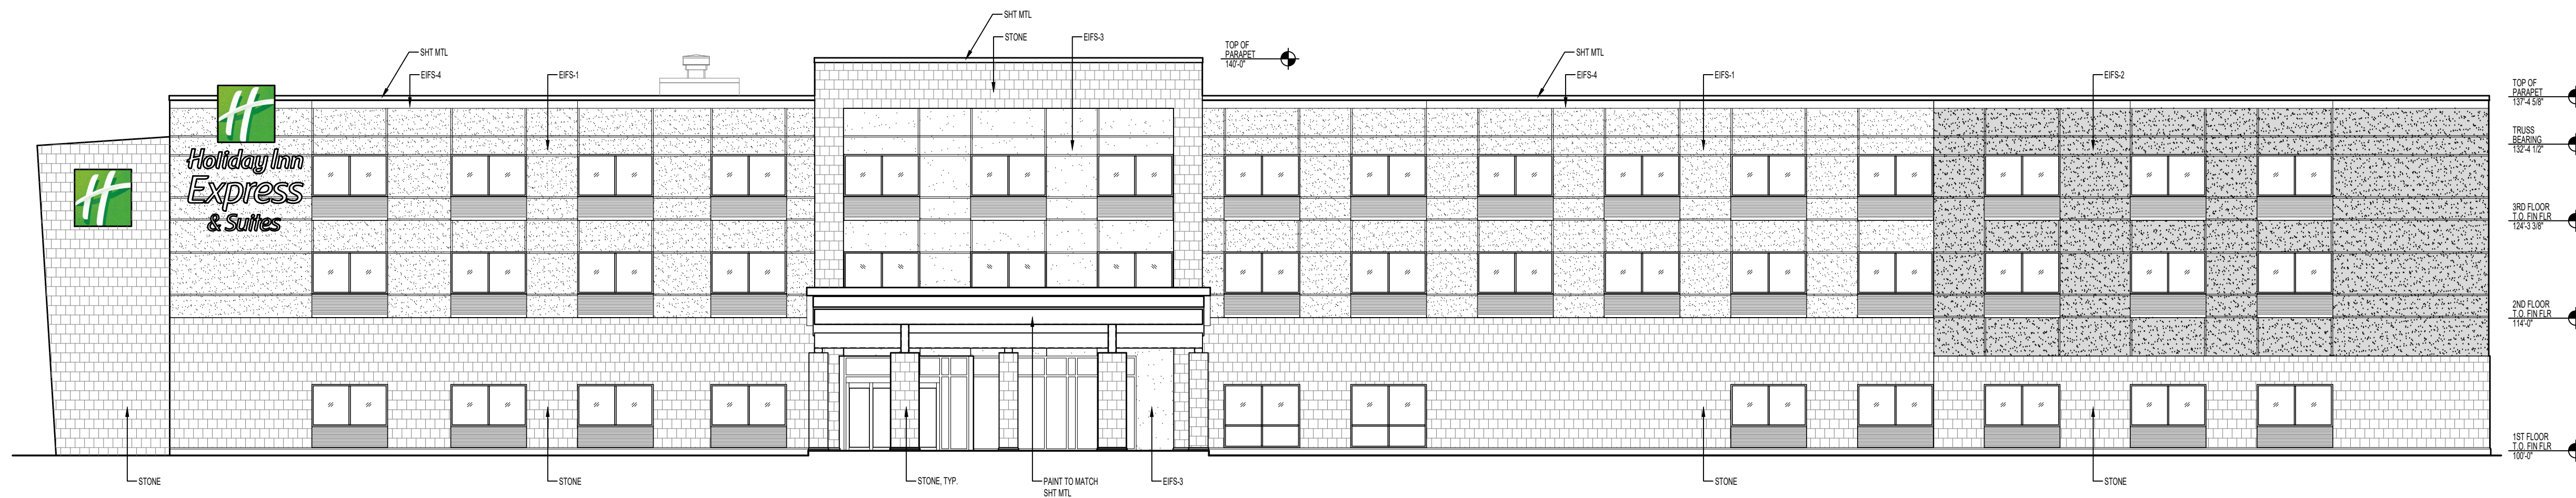 SHT MTL
STONE
EIFS-3
TOP OF
PARAPET
140'-0"
SHT MTL
EIFS-4
EIFS-1
SHT MTL
EIFS-4
EIFS-1
EIFS-2
TOP OF
PARAPET
137'-4 5/8"
TRUSS
BEARING
132'-4 1/2"
3RD FLOOR
T.O. FIN FLR
124'-3 3/8"
2ND FLOOR
T.O. FIN FLR
114'-0"
1ST FLOOR
T.O. FIN FLR
100'-0"
H
Holiday Inn
Express
& Suites
H
STONE
STONE
STONE, TYP.
PAINT TO MATCH
SHT MTL
EIFS-3
STONE
STONE